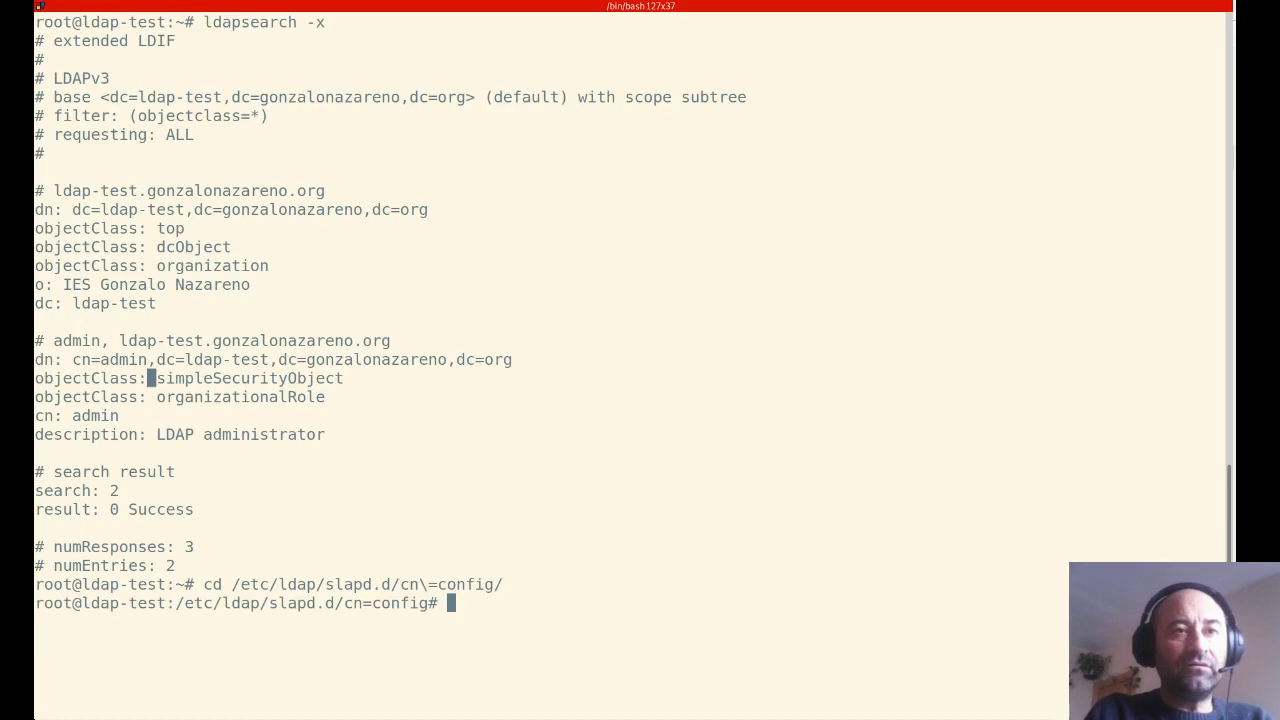 /bin/bash 127x37
root@ldap-test:~# ldapsearch -x
# extended LDIF
#
# LDAPv3
# base <dc=ldap-test,dc=gonzalonazareno,dc=org> (default) with scope subtree
# filter: (objectclass=*)
# requesting: ALL
#
# ldap-test.gonzalonazareno.org
dn: dc=ldap-test,dc=gonzalonazareno,dc=org
objectClass: top
objectClass: dcObject
objectClass: organization
o: IES Gonzalo Nazareno
dc: ldap-test
# admin, ldap-test.gonzalonazareno.org
dn: cn=admin,dc=ldap-test,dc=gonzalonazareno,dc=org
objectClass: simpleSecurityObject
objectClass: organizationalRole
cn: admin
description: LDAP administrator
# search result
search: 2
result: 0 Success
# numResponses: 3
# numEntries: 2
root@ldap-test:~# cd /etc/ldap/slapd.d/cn\=config/
root@ldap-test:/etc/ldap/slapd.d/cn=config#